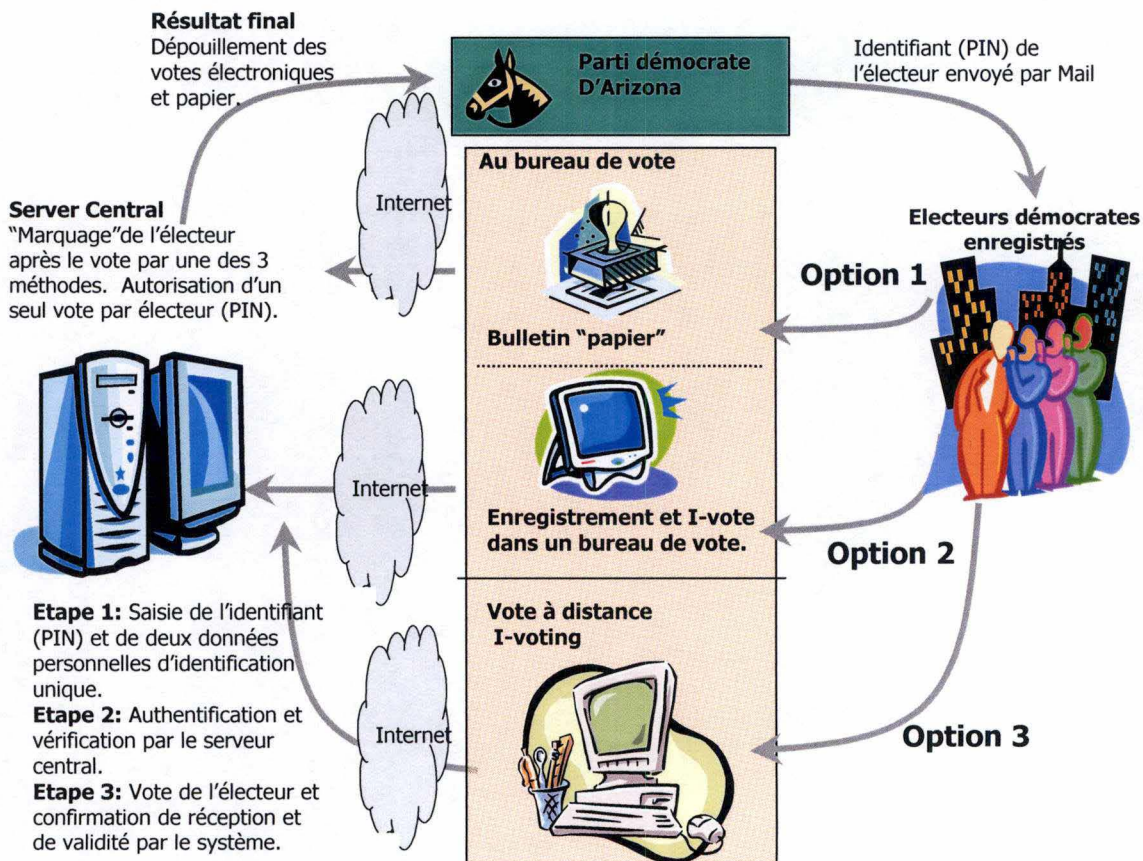 Résultat final
Dépouillement des
votes électroniques
et papier.
Parti démocrate
D'Arizona
Identifiant (PIN) de
l'électeur envoyé par Mail
Au bureau de vote
Internet
Server Central
"Marquage"de l'électeur
après le vote par une des 3
méthodes. Autorisation d'un
seul vote par électeur (PIN).
Electeurs démocrates
enregistrés
Option 1
Bulletin "papier"
Internet
Enregistrement et I-vote
dans un bureau de vote.
Option 2
Etape 1: Saisie de l'identifiant
(PIN) et de deux données
personnelles d'identification
unique.
Etape 2: Authentification et
vérification par le serveur
central.
Etape 3: Vote de l'électeur et
confirmation de réception et
de validité par le système.
Vote à distance
I-voting
Internet
Option 3